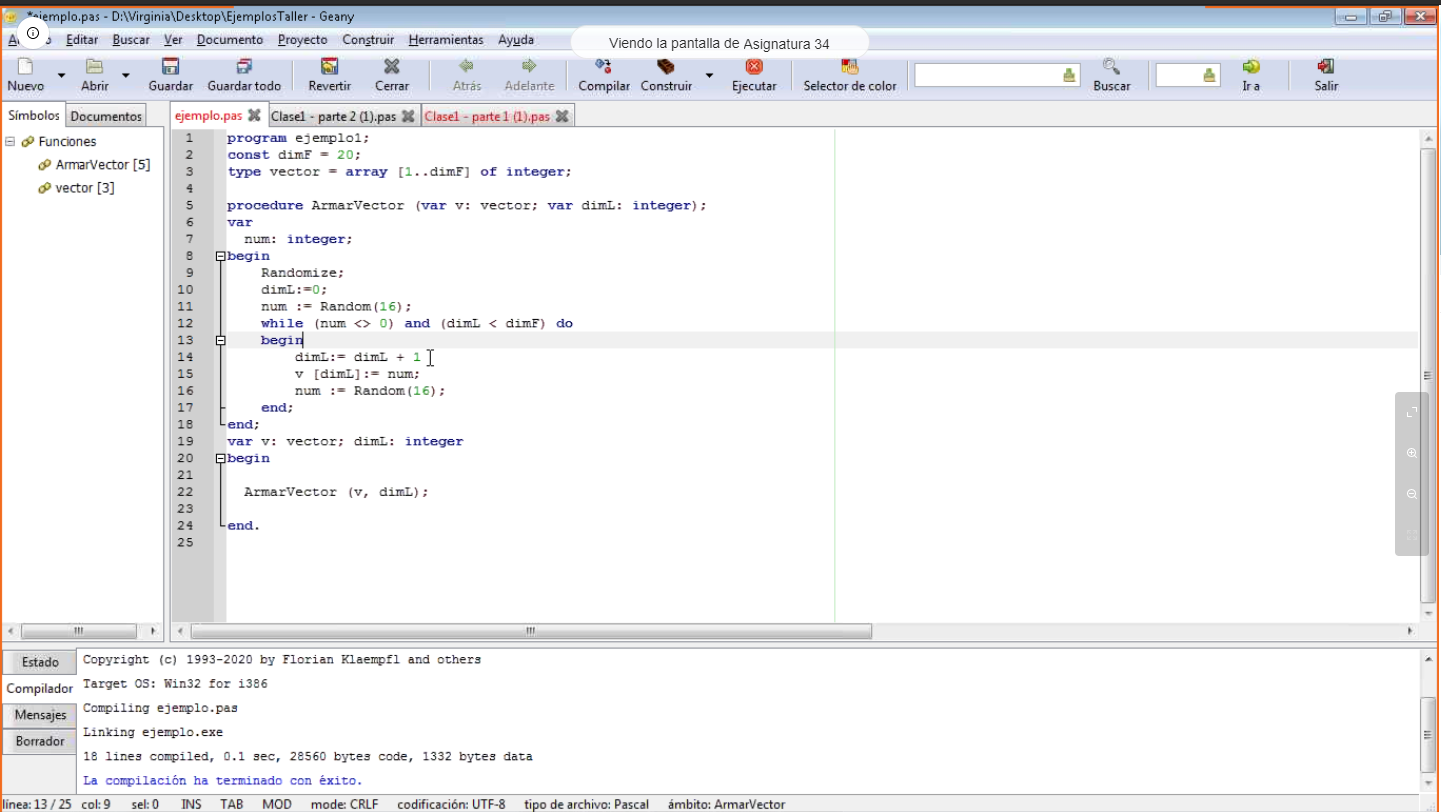 *ejemplo.pas - D:\Virginia\Desktop\EjemplosTaller - Geany
Editar Buscar Ver Documento Proyecto Construir Herramientas Ayuda
Viendo la pantalla de Asignatura 34
Nuevo Abrir Guardar Guardar todo Revertir Cerrar Atrás Adelante Compilar Construir Ejecutar Selector de color Buscar Ir a Salir
Símbolos Documentos
ejemplo.pas Clase1 - parte 2 (1).pas Clase1 - parte 1 (1).pas
Funciones
ArmarVector [5]
vector [3]
1 program ejemplo1;
2 const dimF = 20;
3 type vector = array [1..dimF] of integer;
4
5 procedure ArmarVector (var v: vector; var dimL: integer);
6 var
7 num: integer;
8 begin
9 Randomize;
10 dimL:=0;
11 num := Random(16);
12 while (num <> 0) and (dimL < dimF) do
13 begin
14 dimL:= dimL + 1
15 v [dimL]:= num;
16 num := Random(16);
17 end;
18 end;
19 var v: vector; dimL: integer
20 begin
21
22 ArmarVector (v, dimL);
23
24 end.
25
Estado
Compilador
Mensajes
Borrador
Copyright (c) 1993-2020 by Florian Klaempfl and others
Target OS: Win32 for i386
Compiling ejemplo.pas
Linking ejemplo.exe
18 lines compiled, 0.1 sec, 28560 bytes code, 1332 bytes data
La compilación ha terminado con éxito.
línea: 13 / 25 col: 9 sel: 0 INS TAB MOD mode: CRLF codificación: UTF-8 tipo de archivo: Pascal ámbito: ArmarVector